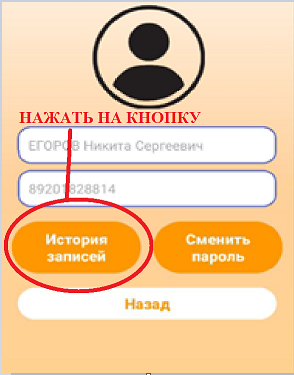 НАЖАТЬ НА КНОПКУ
ЕГОРОВ Никита Сергеевич
89201828814
История
записей
Сменить
пароль
Назад